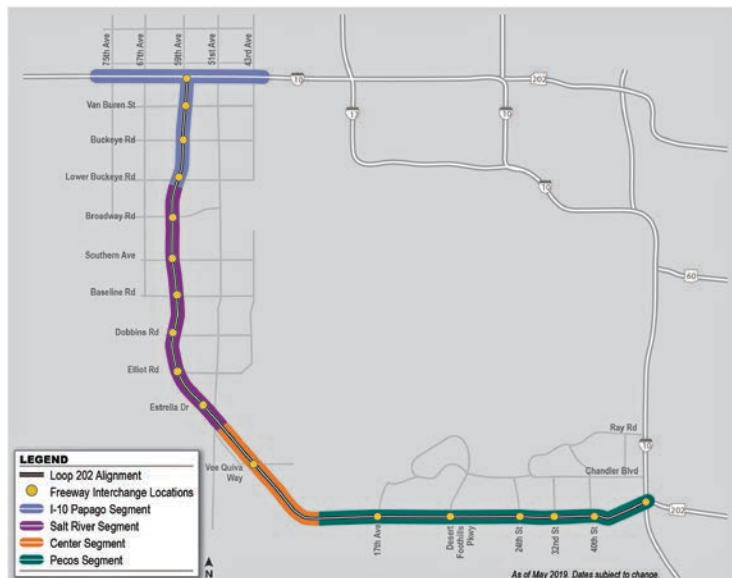 75th Ave
67th Ave
59th Ave
51st Ave
43rd Ave
10
202
Van Buren St
Buckeye Rd
Lower Buckeye Rd
Broadway Rd
Southern Ave
Baseline Rd
Dobbins Rd
Elliot Rd
Estrella Dr
Vee Quiva
Way
10
10
60
Ray Rd
10
Chandler Blvd
202
17th Ave
Desert
Foothills
Pkwy
24th St
32nd St
40th St
LEGEND
Loop 202 Alignment
Freeway Interchange Locations
I-10 Papago Segment
Salt River Segment
Center Segment
Pecos Segment
N
As of May 2019. Dates subject to change.